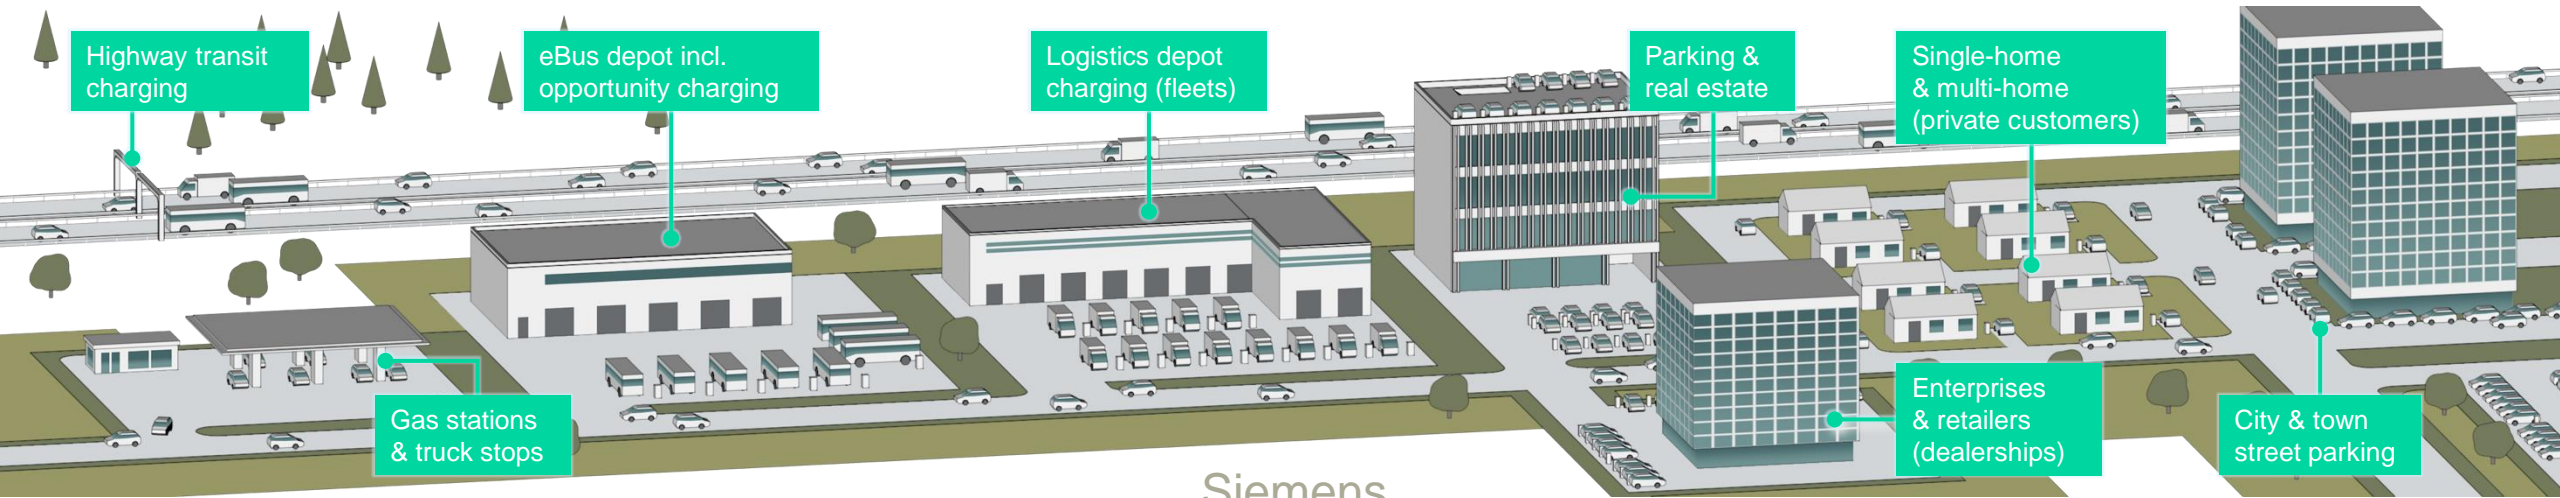 Highway transit
charging
eBus depot incl.
opportunity charging
Logistics depot
charging (fleets)
Parking &
real estate
Single-home
& multi-home
(private customers)
Gas stations
& truck stops
Enterprises
& retailers
(dealerships)
City & town
street parking
Siemens